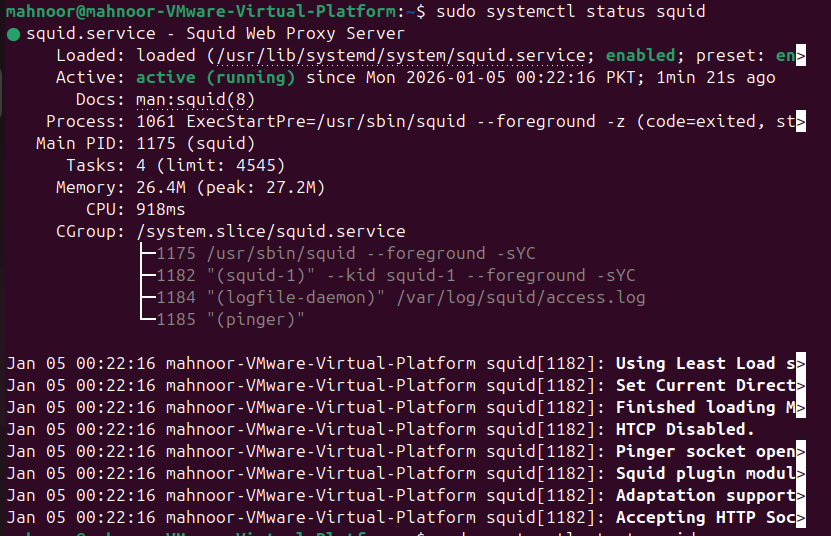 mahnoor@mahnoor-VMware-Virtual-Platform:~$ sudo systemctl status squid
● squid.service - Squid Web Proxy Server
     Loaded: loaded (/usr/lib/systemd/system/squid.service; enabled; preset: en>
     Active: active (running) since Mon 2026-01-05 00:22:16 PKT; 1min 21s ago
       Docs: man:squid(8)
    Process: 1061 ExecStartPre=/usr/sbin/squid --foreground -z (code=exited, st>
   Main PID: 1175 (squid)
      Tasks: 4 (limit: 4545)
     Memory: 26.4M (peak: 27.2M)
        CPU: 918ms
     CGroup: /system.slice/squid.service
             ├─1175 /usr/sbin/squid --foreground -sYC
             ├─1182 "(squid-1)" --kid squid-1 --foreground -sYC
             ├─1184 "(logfile-daemon)" /var/log/squid/access.log
             └─1185 "(pinger)"
Jan 05 00:22:16 mahnoor-VMware-Virtual-Platform squid[1182]: Using Least Load s>
Jan 05 00:22:16 mahnoor-VMware-Virtual-Platform squid[1182]: Set Current Direct>
Jan 05 00:22:16 mahnoor-VMware-Virtual-Platform squid[1182]: Finished loading M>
Jan 05 00:22:16 mahnoor-VMware-Virtual-Platform squid[1182]: HTCP Disabled.
Jan 05 00:22:16 mahnoor-VMware-Virtual-Platform squid[1182]: Pinger socket open>
Jan 05 00:22:16 mahnoor-VMware-Virtual-Platform squid[1182]: Squid plugin modul>
Jan 05 00:22:16 mahnoor-VMware-Virtual-Platform squid[1182]: Adaptation support>
Jan 05 00:22:16 mahnoor-VMware-Virtual-Platform squid[1182]: Accepting HTTP Soc>